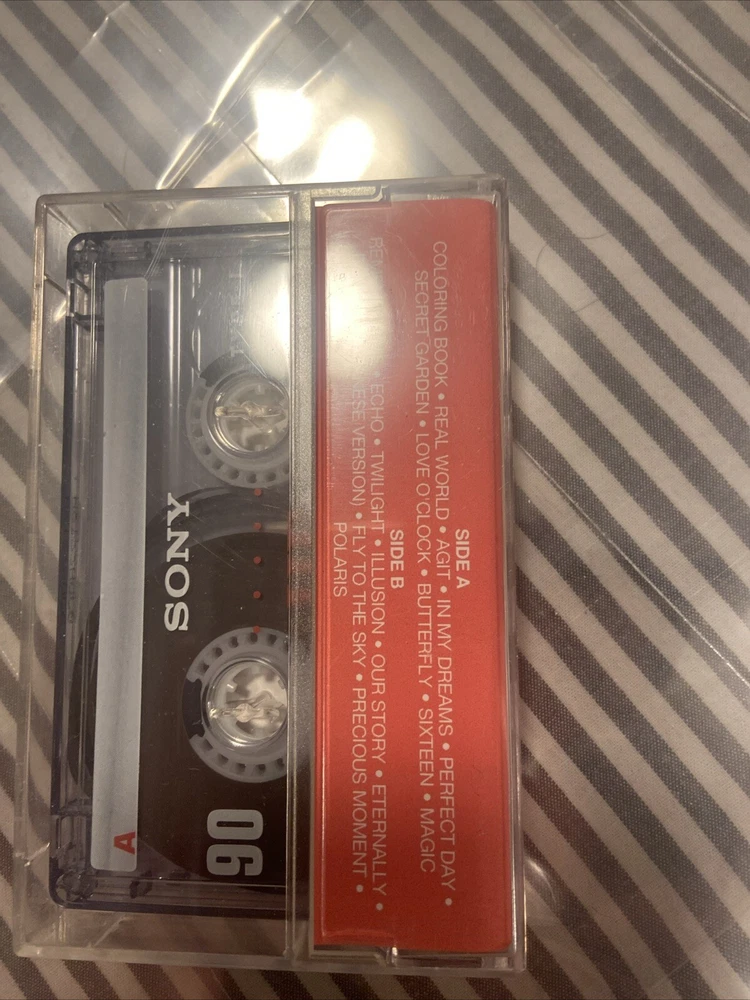 SIDE A
COLORING BOOK • REAL WORLD • AGIT • IN MY DREAMS • PERFECT DAY •
SECRET GARDEN • LOVE O'CLOCK • BUTTERFLY • SIXTEEN • MAGIC
SIDE B
• ECHO • TWILIGHT • ILLUSION • OUR STORY • ETERNALLY •
VERSION) • FLY TO THE SKY • PRECIOUS MOMENT •
POLARIS
SONY
90
A